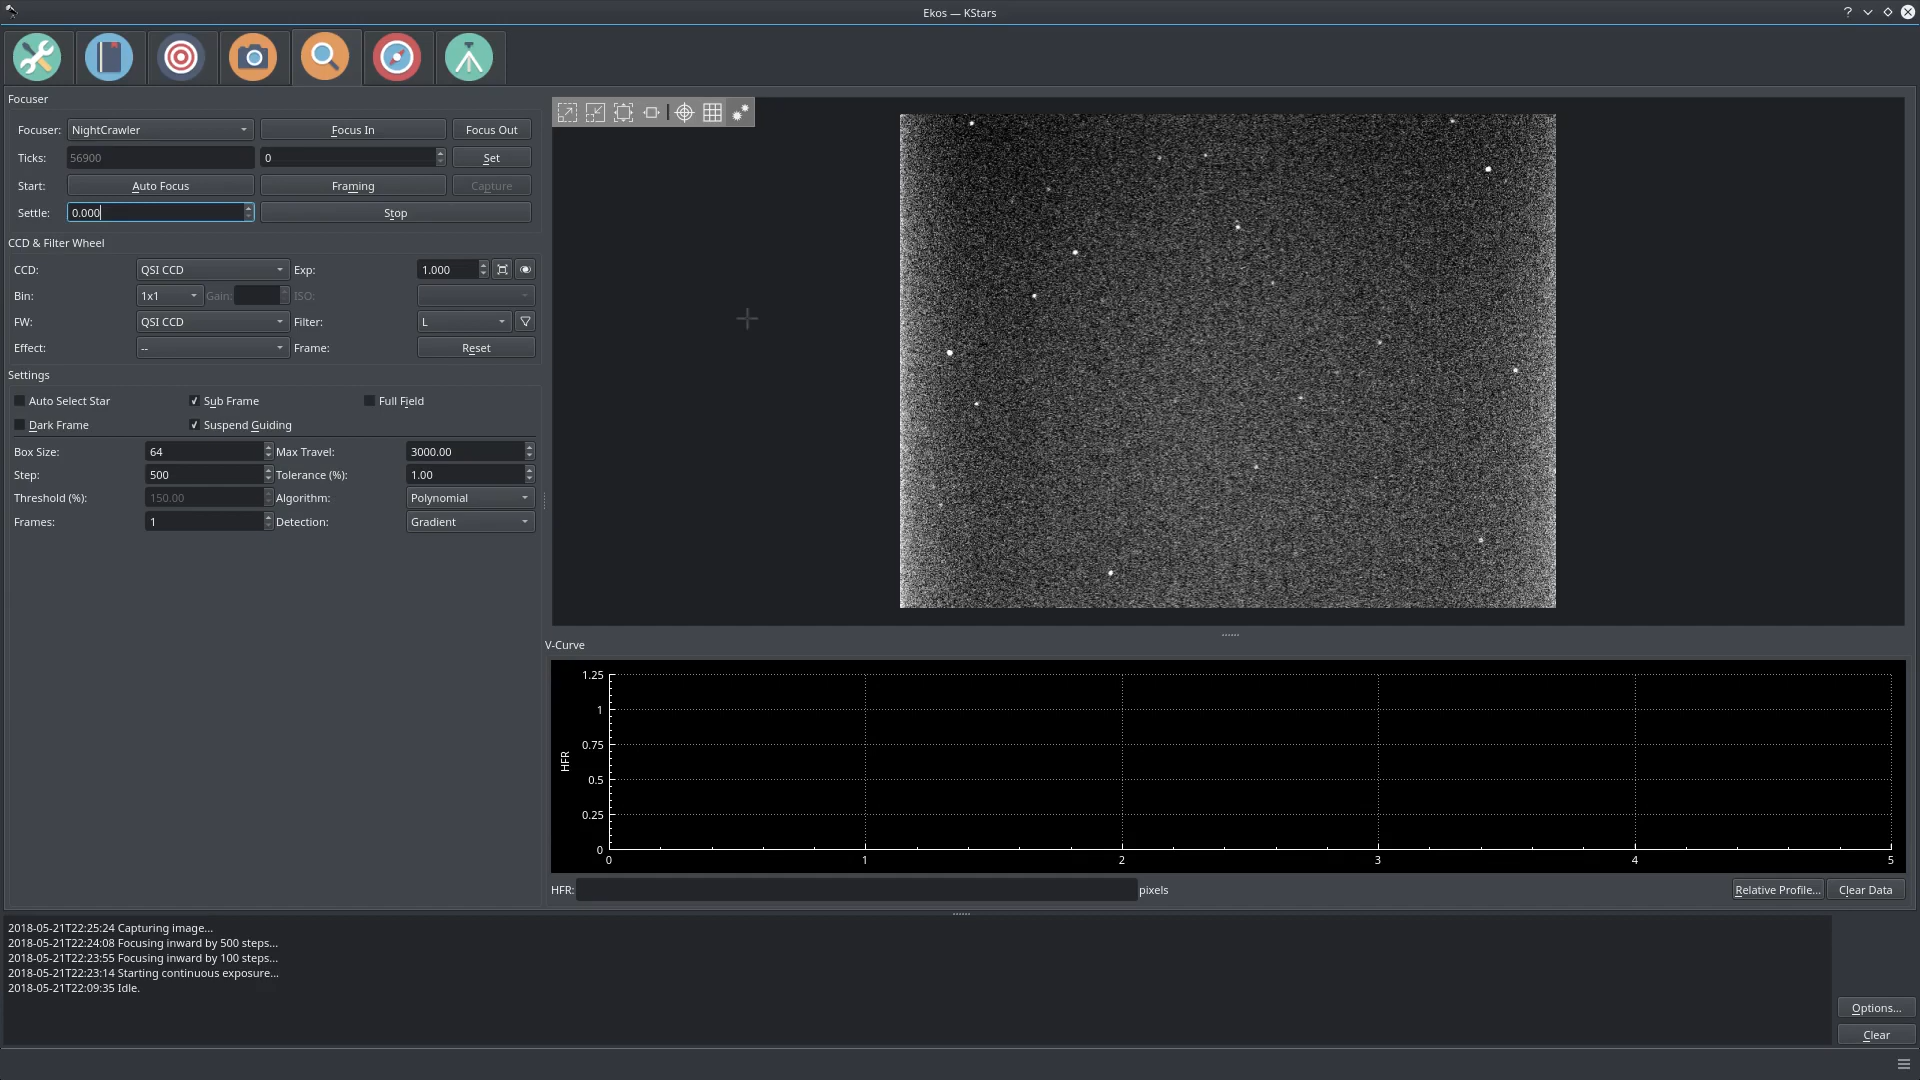 Ekos — KStars
?
Focuser
Focuser: NightCrawler Focus In Focus Out
Ticks: 56900 0 Set
Start: Auto Focus Framing Capture
Settle: 0.000 Stop
CCD & Filter Wheel
CCD: QSI CCD Exp: 1.000
Bin: 1x1 Gain: ISO:
FW: QSI CCD Filter: L
Effect: -- Frame: Reset
Settings
Auto Select Star Sub Frame Full Field
Dark Frame Suspend Guiding
Box Size: 64 Max Travel: 3000.00
Step: 500 Tolerance (%): 1.00
Threshold (%): 150.00 Algorithm: Polynomial
Frames: 1 Detection: Gradient
V-Curve
1.25
1
0.75
0.5
0.25
0
HFR
0 1 2 3 4 5
HFR: pixels Relative Profile... Clear Data
2018-05-21T22:25:24 Capturing image...
2018-05-21T22:24:08 Focusing inward by 500 steps...
2018-05-21T22:23:55 Focusing inward by 100 steps...
2018-05-21T22:23:14 Starting continuous exposure...
2018-05-21T22:09:35 Idle.
Options...
Clear